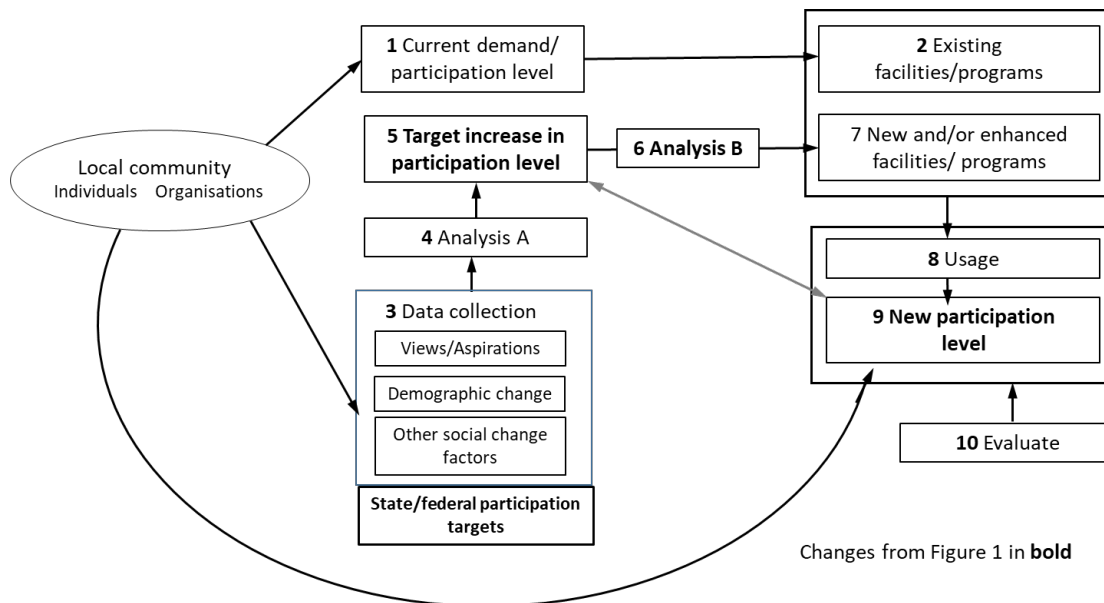 1 Current demand/
participation level
2 Existing
facilities/programs
5 Target increase in
participation level
6 Analysis B
7 New and/or enhanced
facilities/ programs
Local community
Individuals Organisations
4 Analysis A
8 Usage
3 Data collection
9 New participation
level
Views/Aspirations
Demographic change
Other social change
factors
10 Evaluate
State/federal participation
targets
Changes from Figure 1 in bold